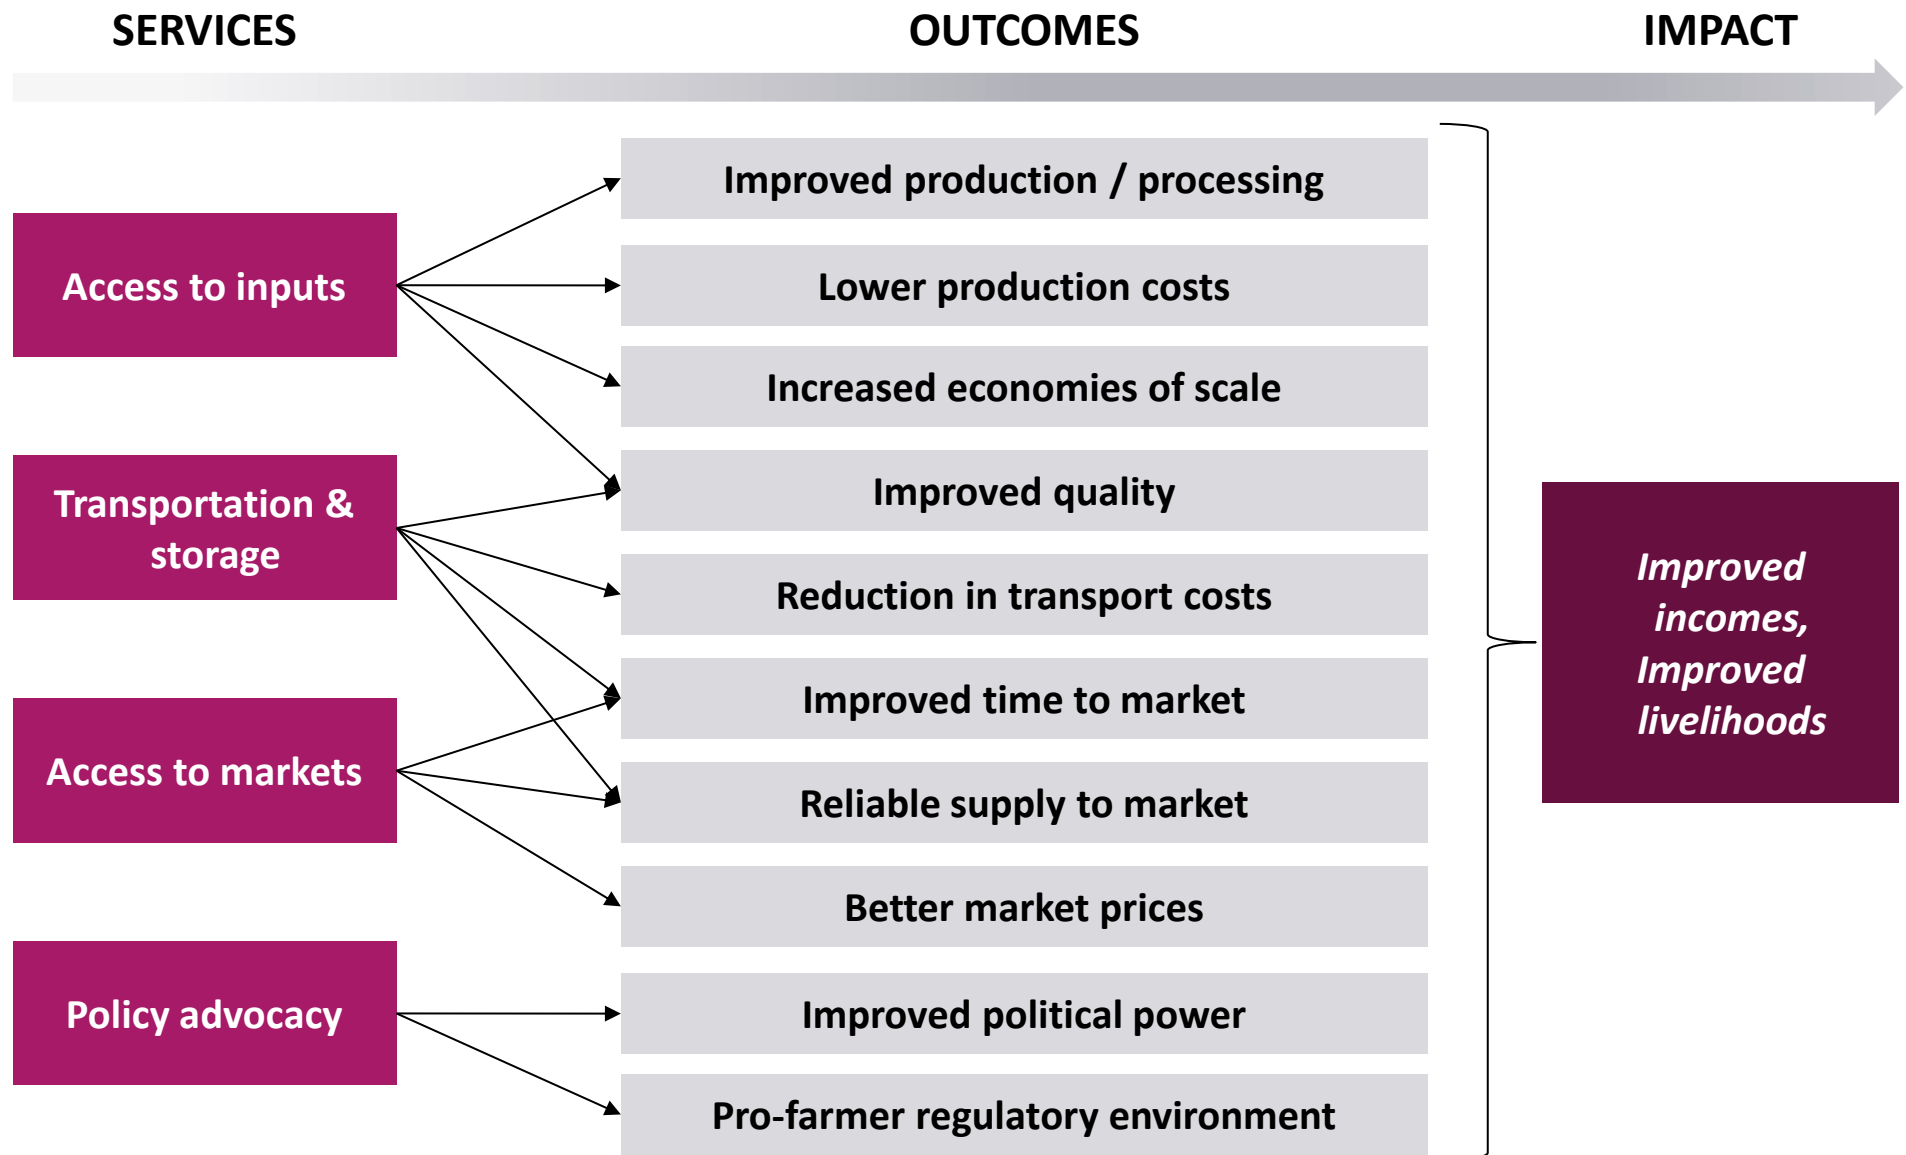 SERVICES
OUTCOMES
IMPACT
Access to inputs
Transportation &
storage
Access to markets
Policy advocacy
Improved production / processing
Lower production costs
Increased economies of scale
Improved quality
Reduction in transport costs
Improved time to market
Reliable supply to market
Better market prices
Improved political power
Pro-farmer regulatory environment
Improved
incomes,
Improved
livelihoods